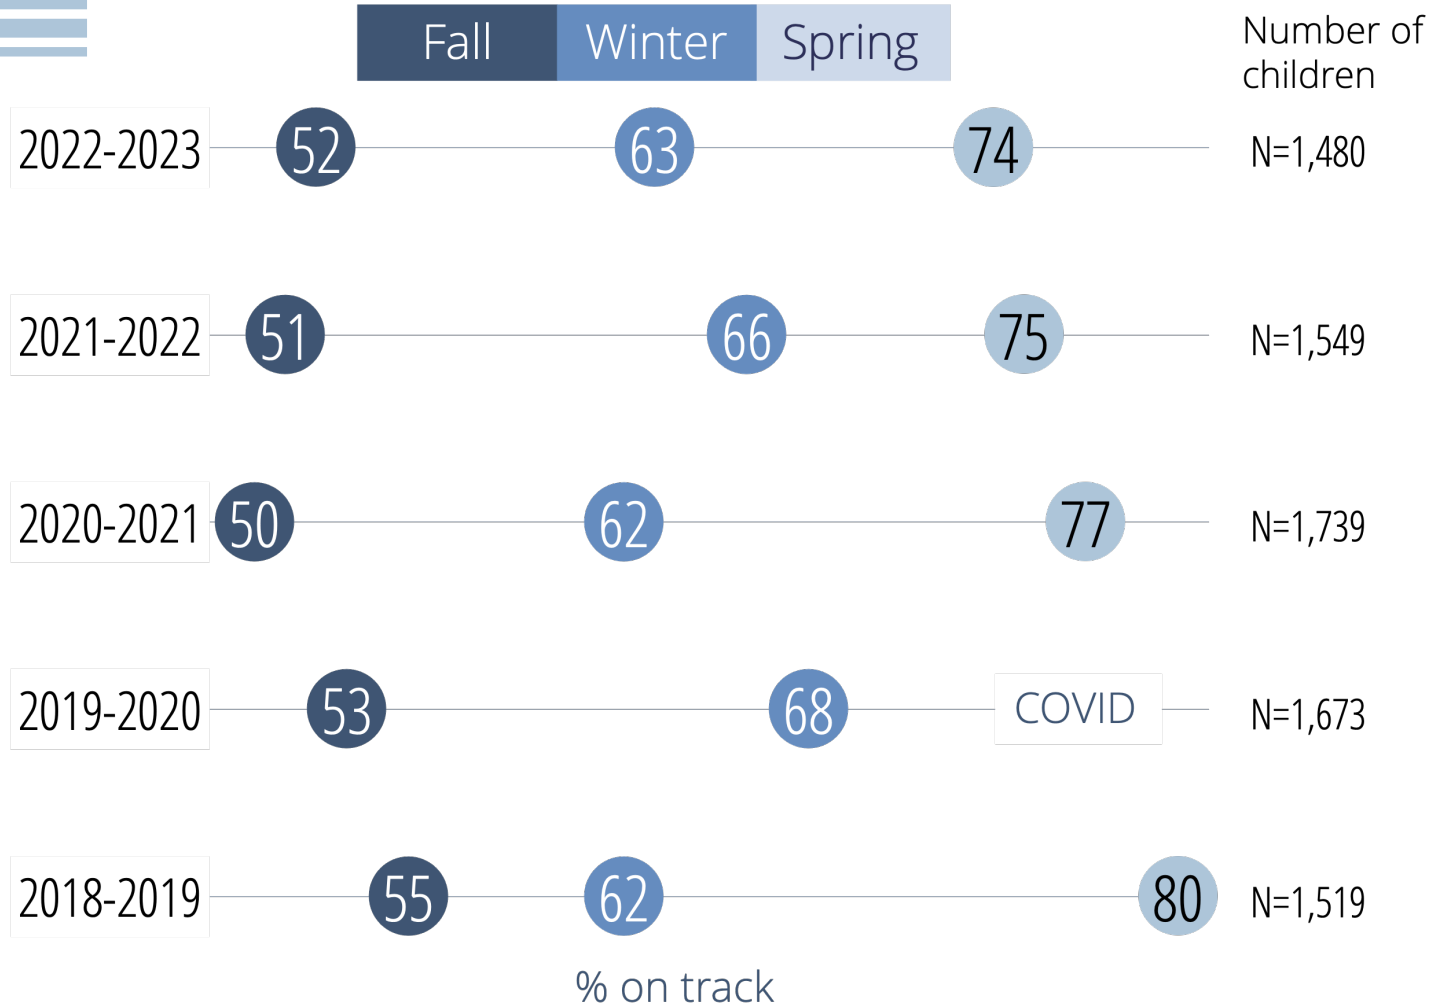 Fall Winter Spring
Number of
children
2022-2023 52 63 74 N=1,480
2021-2022 51 66 75 N=1,549
2020-2021 50 62 77 N=1,739
2019-2020 53 68 COVID N=1,673
2018-2019 55 62 80 N=1,519
% on track